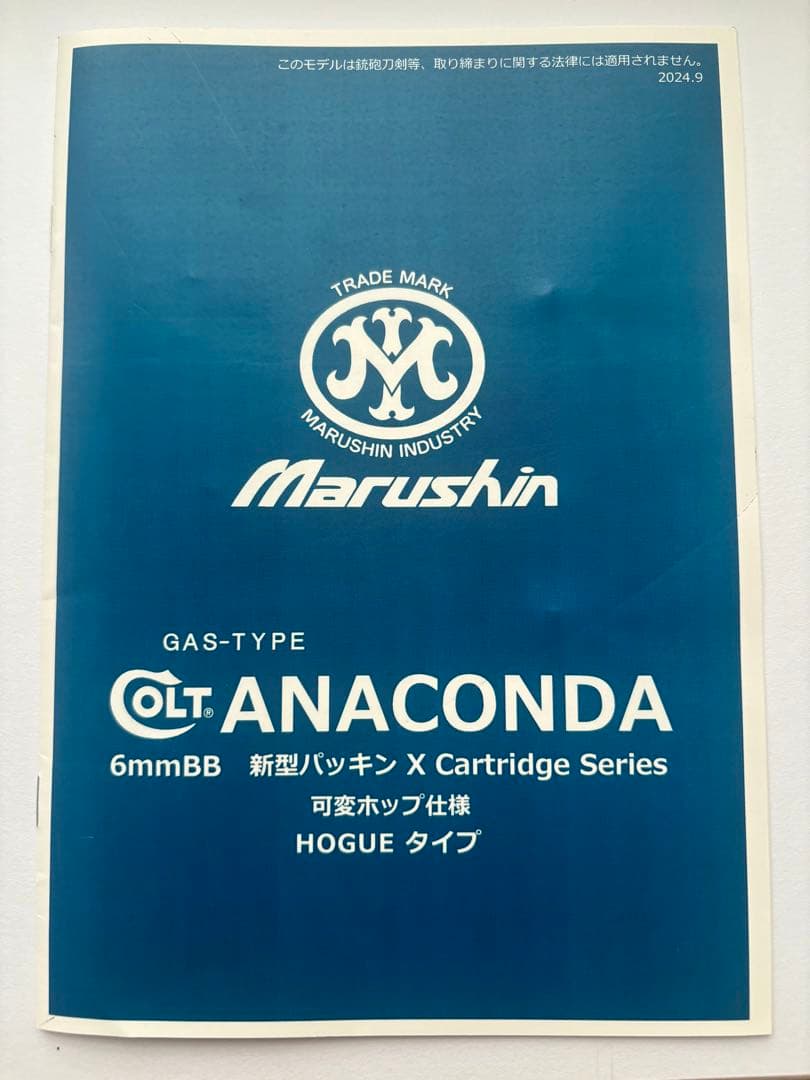 このモデルは銃砲刀剣等、取り締まりに関する法律には適用されません。
2024.9
TRADE MARK
M
MARUSHIN INDUSTRY
Marushin
GAS-TYPE
COLT® ANACONDA
6mmBB 新型パッキン X Cartridge Series
可変ホップ仕様
HOGUE タイプ